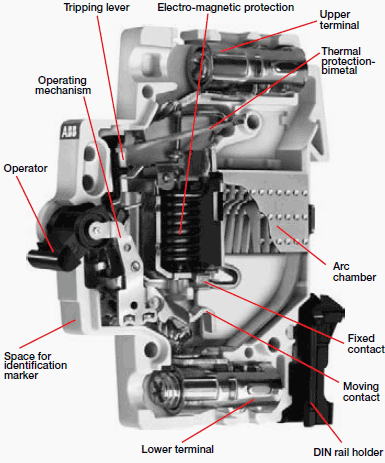 Tripping lever
Electro-magnetic protection
Upper
terminal
Thermal
protection-
bimetal
Operating
mechanism
ABB
Operator
Arc
chamber
Fixed
contact
Space for
identification
marker
Moving
contact
Lower terminal
DIN rail holder